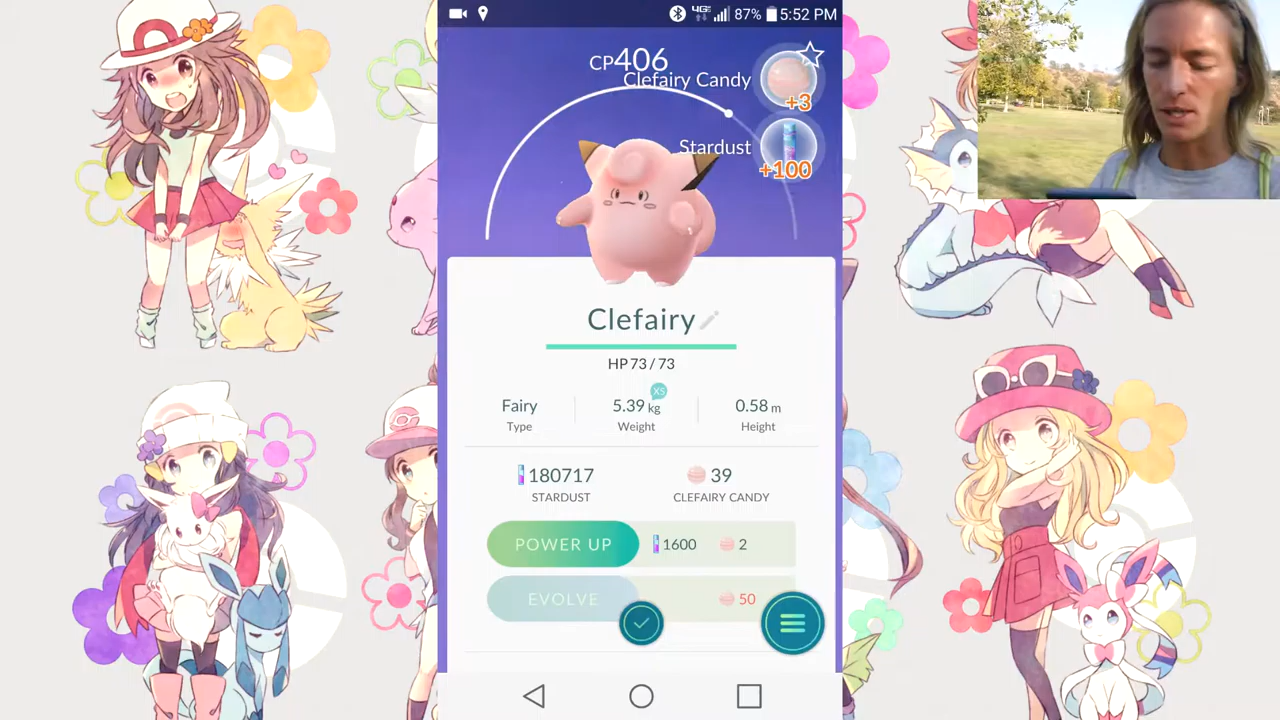 4G 87% 5:52 PM
CP406
Clefairy Candy
+3
Stardust
+100
Clefairy
HP 73 / 73
XS
Fairy 5.39 kg 0.58 m
Type Weight Height
180717 39
STARDUST CLEFAIRY CANDY
POWER UP 1600 2
EVOLVE 50